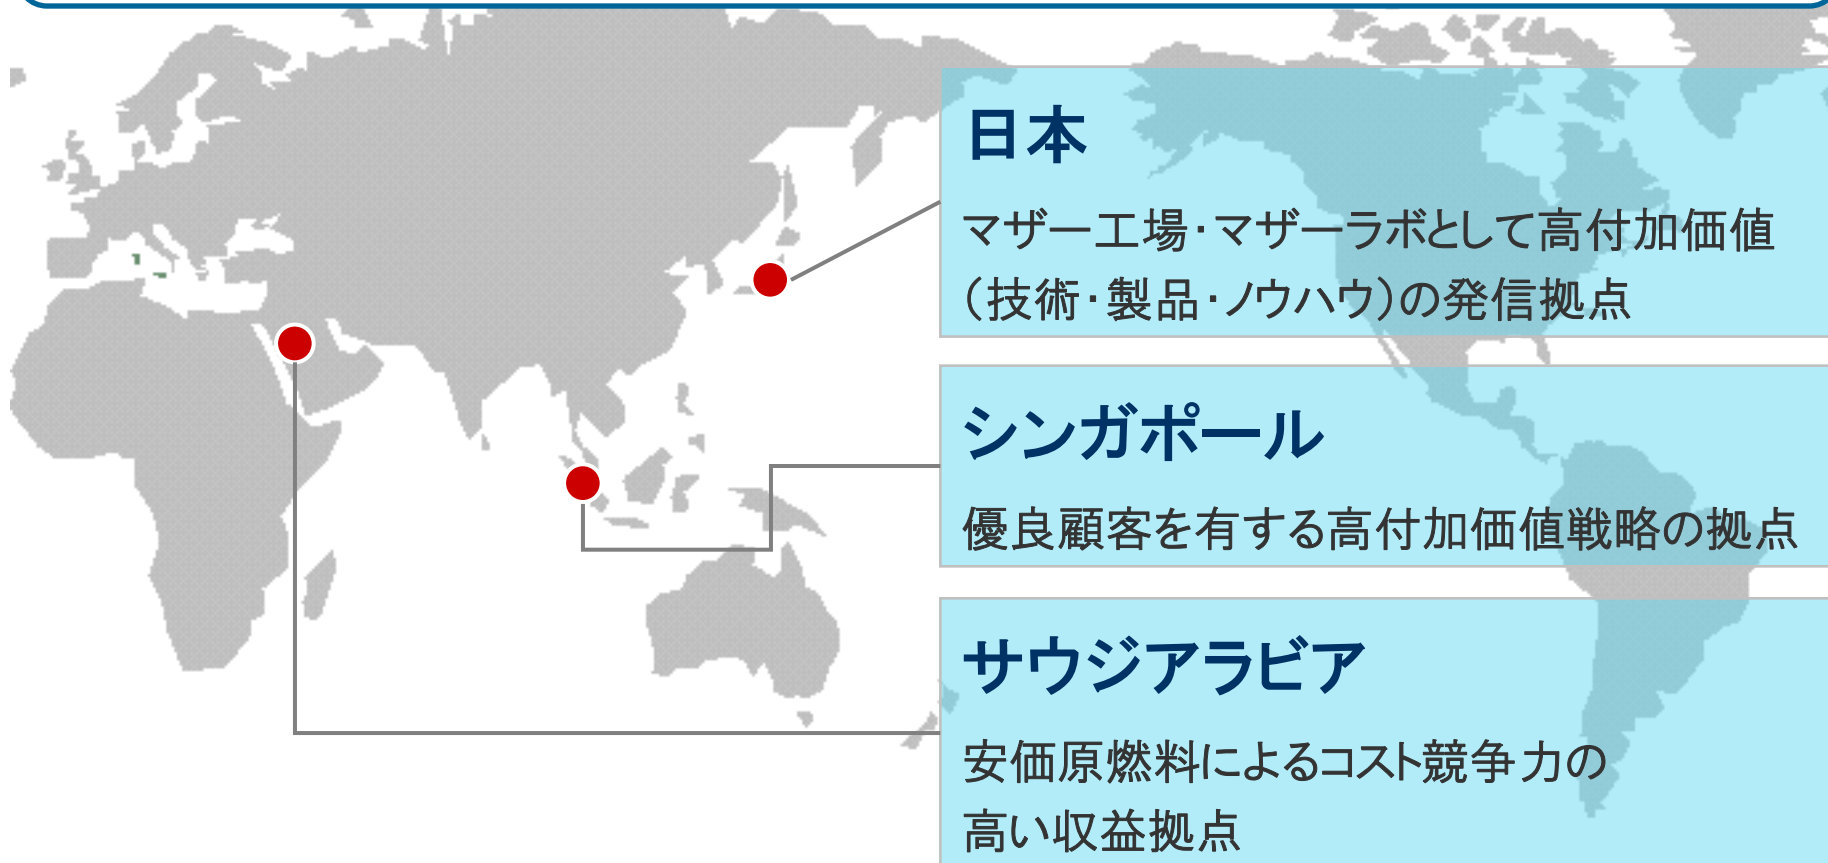 日本
マザー工場・マザーラボとして高付加価値
（技術・製品・ノウハウ）の発信拠点
シンガポール
優良顧客を有する高付加価値戦略の拠点
サウジアラビア
安価原燃料によるコスト競争力の
高い収益拠点